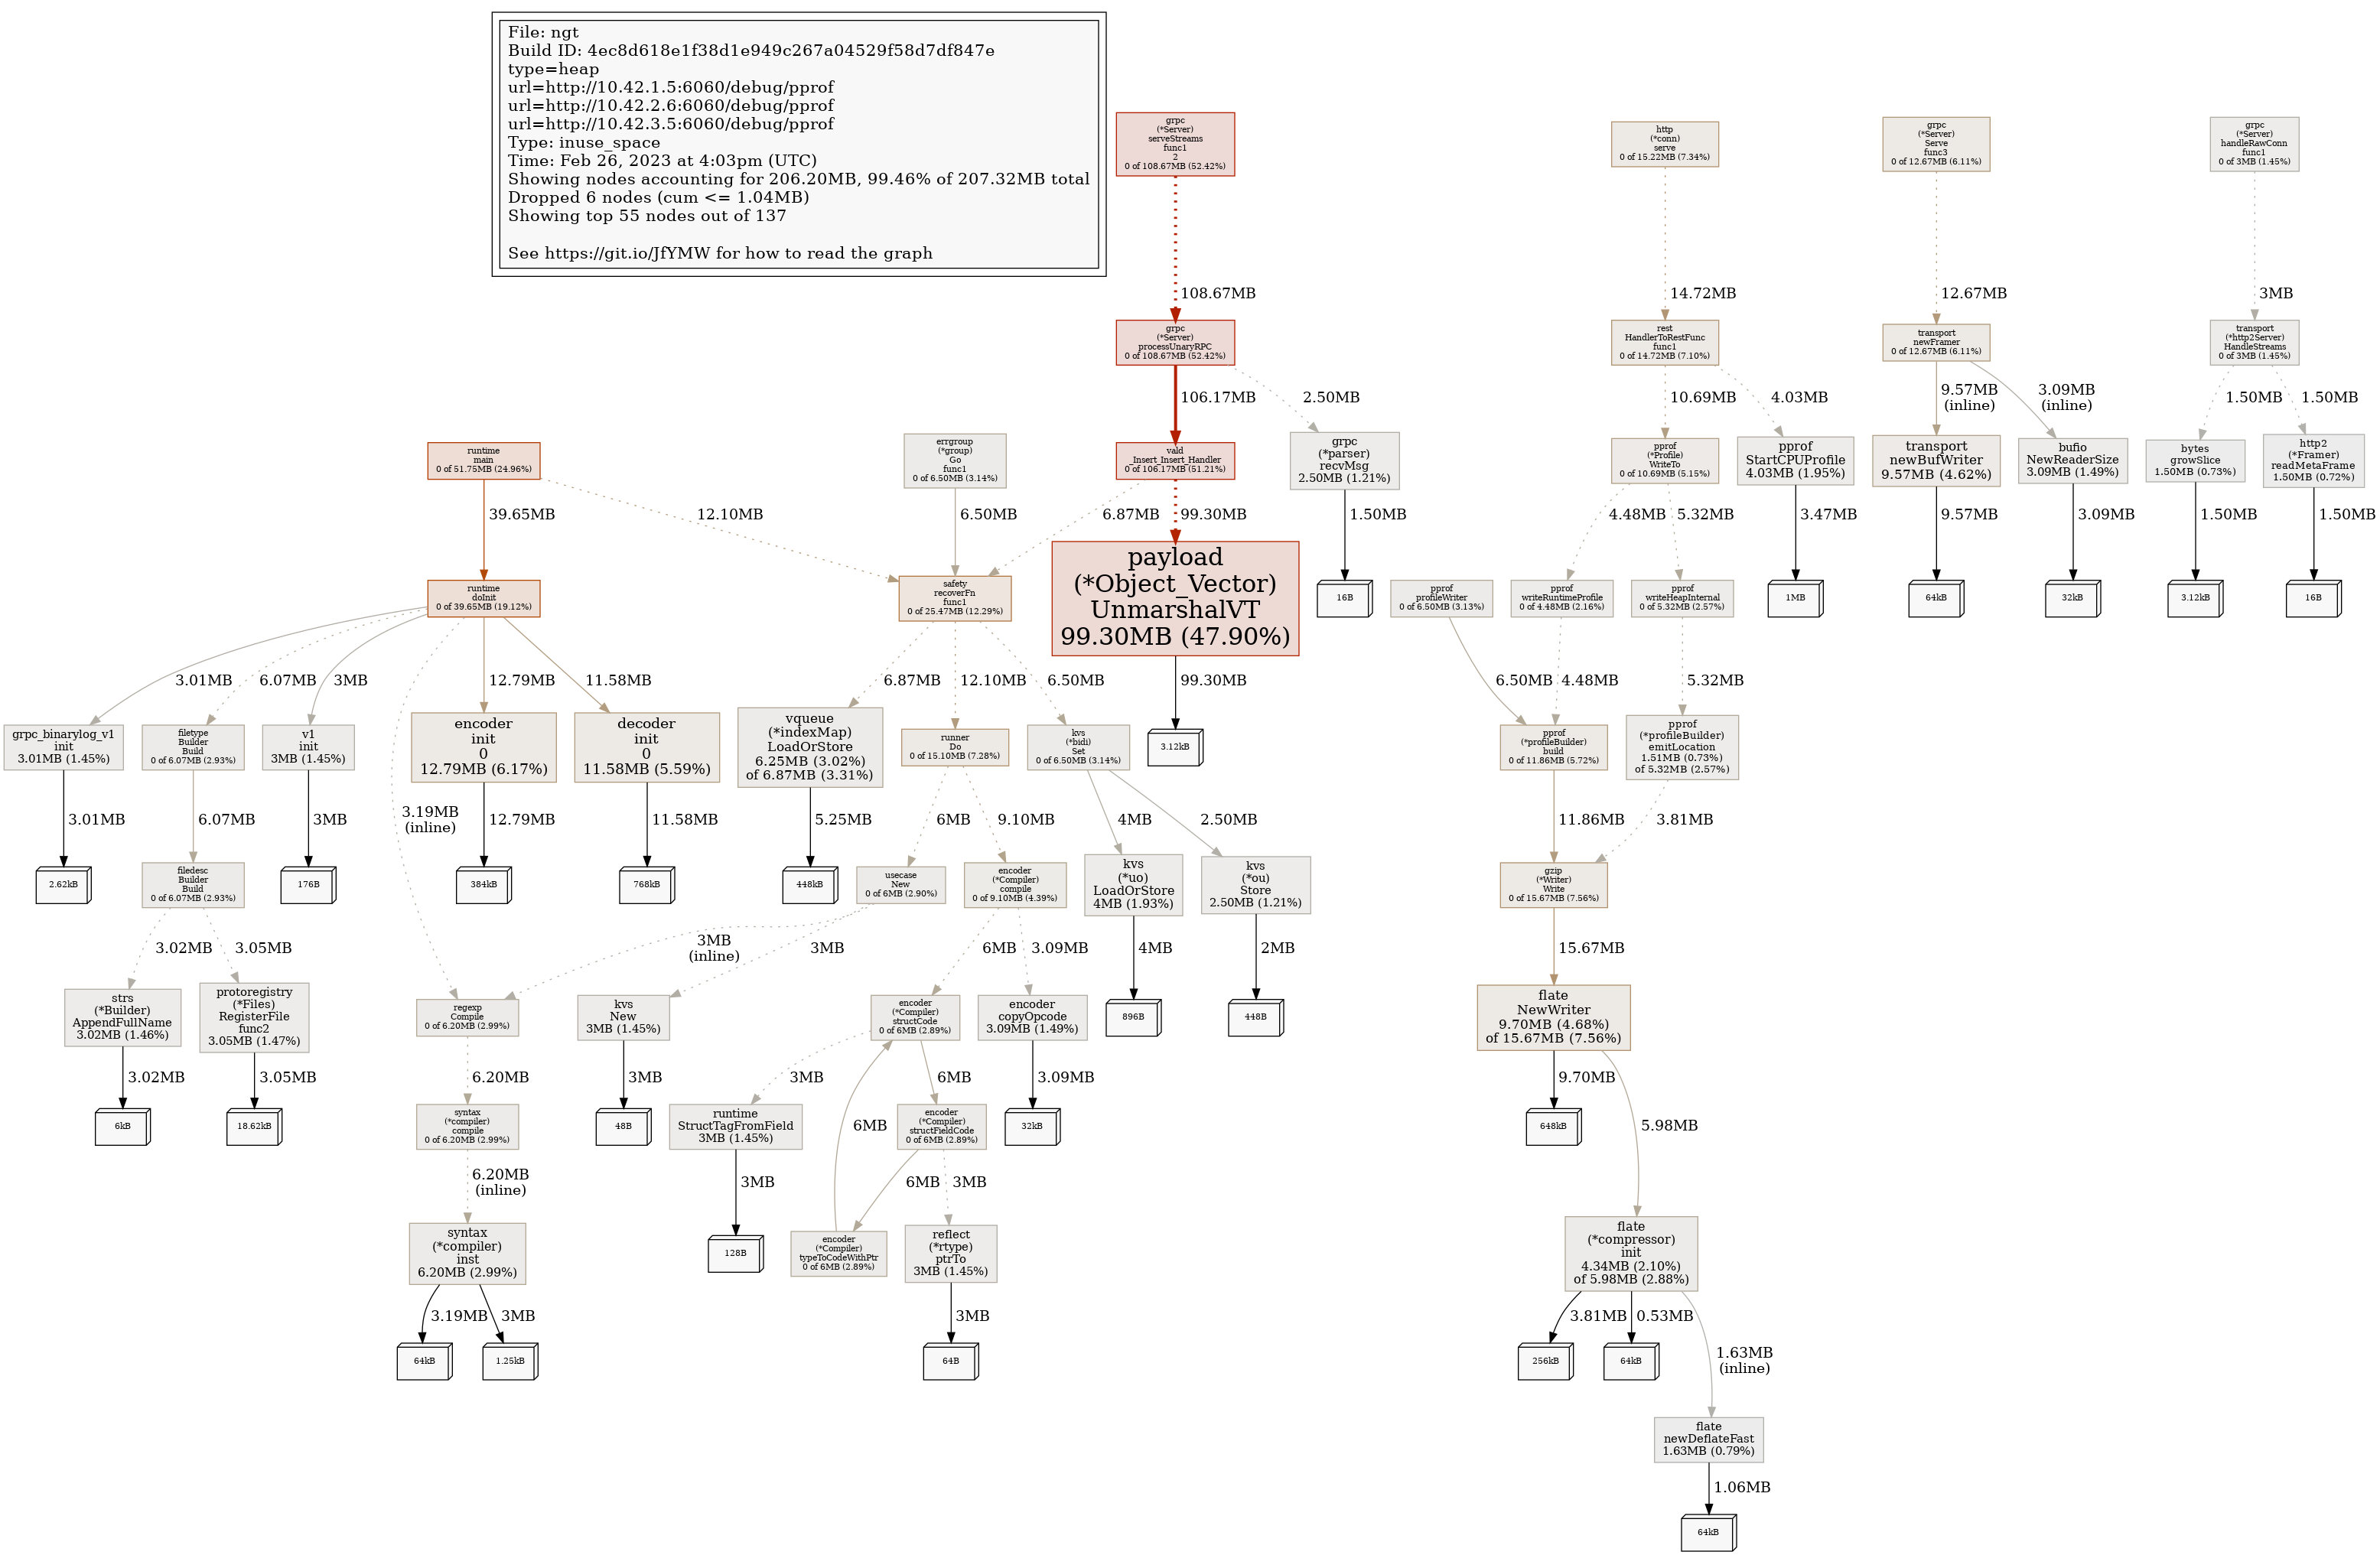 File: ngt
Build ID: 4ec8d618e1f38d1e949c267a04529f58d7df847e
type=heap
url=http://10.42.1.5:6060/debug/pprof
url=http://10.42.2.6:6060/debug/pprof
url=http://10.42.3.5:6060/debug/pprof
Type: inuse_space
Time: Feb 26, 2023 at 4:03pm (UTC)
Showing nodes accounting for 206.20MB, 99.46% of 207.32MB total
Dropped 6 nodes (cum <= 1.04MB)
Showing top 55 nodes out of 137
See https://git.io/JfYMW for how to read the graph
grpc
(*Server)
serveStreams
func1
2
0 of 108.67MB (52.42%)
http
(*conn)
serve
0 of 15.22MB (7.34%)
grpc
(*Server)
Serve
func3
0 of 12.67MB (6.11%)
grpc
(*Server)
handleRawConn
func1
0 of 3MB (1.45%)
108.67MB
14.72MB
12.67MB
3MB
grpc
(*Server)
processUnaryRPC
0 of 108.67MB (52.42%)
rest
HandlerToRestFunc
func1
0 of 14.72MB (7.10%)
transport
newFramer
0 of 12.67MB (6.11%)
transport
(*http2Server)
HandleStreams
0 of 3MB (1.45%)
106.17MB
2.50MB
10.69MB
4.03MB
9.57MB
(inline)
3.09MB
(inline)
1.50MB
1.50MB
runtime
main
0 of 51.75MB (24.96%)
errgroup
(*group)
Go
func1
0 of 6.50MB (3.14%)
vald
_Insert_Insert_Handler
0 of 106.17MB (51.21%)
grpc
(*parser)
recvMsg
2.50MB (1.21%)
pprof
(*Profile)
WriteTo
0 of 10.69MB (5.15%)
pprof
StartCPUProfile
4.03MB (1.95%)
transport
newBufWriter
9.57MB (4.62%)
bufio
NewReaderSize
3.09MB (1.49%)
bytes
growSlice
1.50MB (0.73%)
http2
(*Framer)
readMetaFrame
1.50MB (0.72%)
39.65MB
12.10MB
6.50MB
6.87MB
99.30MB
1.50MB
4.48MB
5.32MB
3.47MB
9.57MB
3.09MB
1.50MB
1.50MB
runtime
doInit
0 of 39.65MB (19.12%)
safety
recoverFn
func1
0 of 25.47MB (12.29%)
payload
(*Object_Vector)
UnmarshalVT
99.30MB (47.90%)
16B
pprof
profileWriter
0 of 6.50MB (3.13%)
pprof
writeRuntimeProfile
0 of 4.48MB (2.16%)
pprof
writeHeapInternal
0 of 5.32MB (2.57%)
1MB
64kB
32kB
3.12kB
16B
3.01MB
6.07MB
3MB
12.79MB
11.58MB
6.87MB
12.10MB
6.50MB
99.30MB
6.50MB
4.48MB
5.32MB
grpc_binarylog_v1
init
3.01MB (1.45%)
filetype
Builder
Build
0 of 6.07MB (2.93%)
v1
init
3MB (1.45%)
encoder
init
0
12.79MB (6.17%)
decoder
init
0
11.58MB (5.59%)
vqueue
(*indexMap)
LoadOrStore
6.25MB (3.02%)
of 6.87MB (3.31%)
runner
Do
0 of 15.10MB (7.28%)
kvs
(*bidi)
Set
0 of 6.50MB (3.14%)
3.12kB
pprof
(*profileBuilder)
build
0 of 11.86MB (5.72%)
pprof
(*profileBuilder)
emitLocation
1.51MB (0.73%)
of 5.32MB (2.57%)
3.01MB
6.07MB
3MB
3.19MB
(inline)
12.79MB
11.58MB
5.25MB
6MB
9.10MB
4MB
2.50MB
11.86MB
3.81MB
2.62kB
filedesc
Builder
Build
0 of 6.07MB (2.93%)
176B
384kB
768kB
448kB
usecase
New
0 of 6MB (2.90%)
encoder
(*Compiler)
compile
0 of 9.10MB (4.39%)
kvs
(*uo)
LoadOrStore
4MB (1.93%)
kvs
(*ou)
Store
2.50MB (1.21%)
gzip
(*Writer)
Write
0 of 15.67MB (7.56%)
3.02MB
3.05MB
3MB
(inline)
3MB
6MB
3.09MB
4MB
2MB
15.67MB
strs
(*Builder)
AppendFullName
3.02MB (1.46%)
protoregistry
(*Files)
RegisterFile
func2
3.05MB (1.47%)
regexp
Compile
0 of 6.20MB (2.99%)
kvs
New
3MB (1.45%)
encoder
(*Compiler)
structCode
0 of 6MB (2.89%)
encoder
copyOpcode
3.09MB (1.49%)
896B
448B
flate
NewWriter
9.70MB (4.68%)
of 15.67MB (7.56%)
3.02MB
3.05MB
6.20MB
3MB
3MB
6MB
3.09MB
9.70MB
6kB
18.62kB
syntax
(*compiler)
compile
0 of 6.20MB (2.99%)
48B
runtime
StructTagFromField
3MB (1.45%)
6MB
encoder
(*Compiler)
structFieldCode
0 of 6MB (2.89%)
32kB
648kB
5.98MB
6.20MB
(inline)
3MB
6MB
3MB
syntax
(*compiler)
inst
6.20MB (2.99%)
128B
encoder
(*Compiler)
typeToCodeWithPtr
0 of 6MB (2.89%)
reflect
(*rtype)
ptrTo
3MB (1.45%)
flate
(*compressor)
init
4.34MB (2.10%)
of 5.98MB (2.88%)
3.19MB
3MB
3MB
3.81MB
0.53MB
1.63MB
(inline)
64kB
1.25kB
64B
256kB
64kB
flate
newDeflateFast
1.63MB (0.79%)
1.06MB
64kB